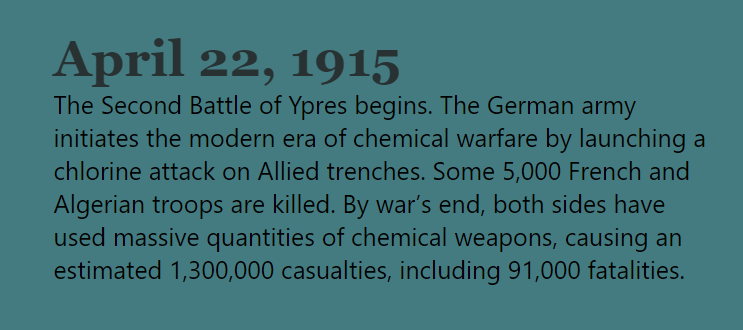 April 22, 1915
The Second Battle of Ypres begins. The German army
initiates the modern era of chemical warfare by launching a
chlorine attack on Allied trenches. Some 5,000 French and
Algerian troops are killed. By war’s end, both sides have
used massive quantities of chemical weapons, causing an
estimated 1,300,000 casualties, including 91,000 fatalities.